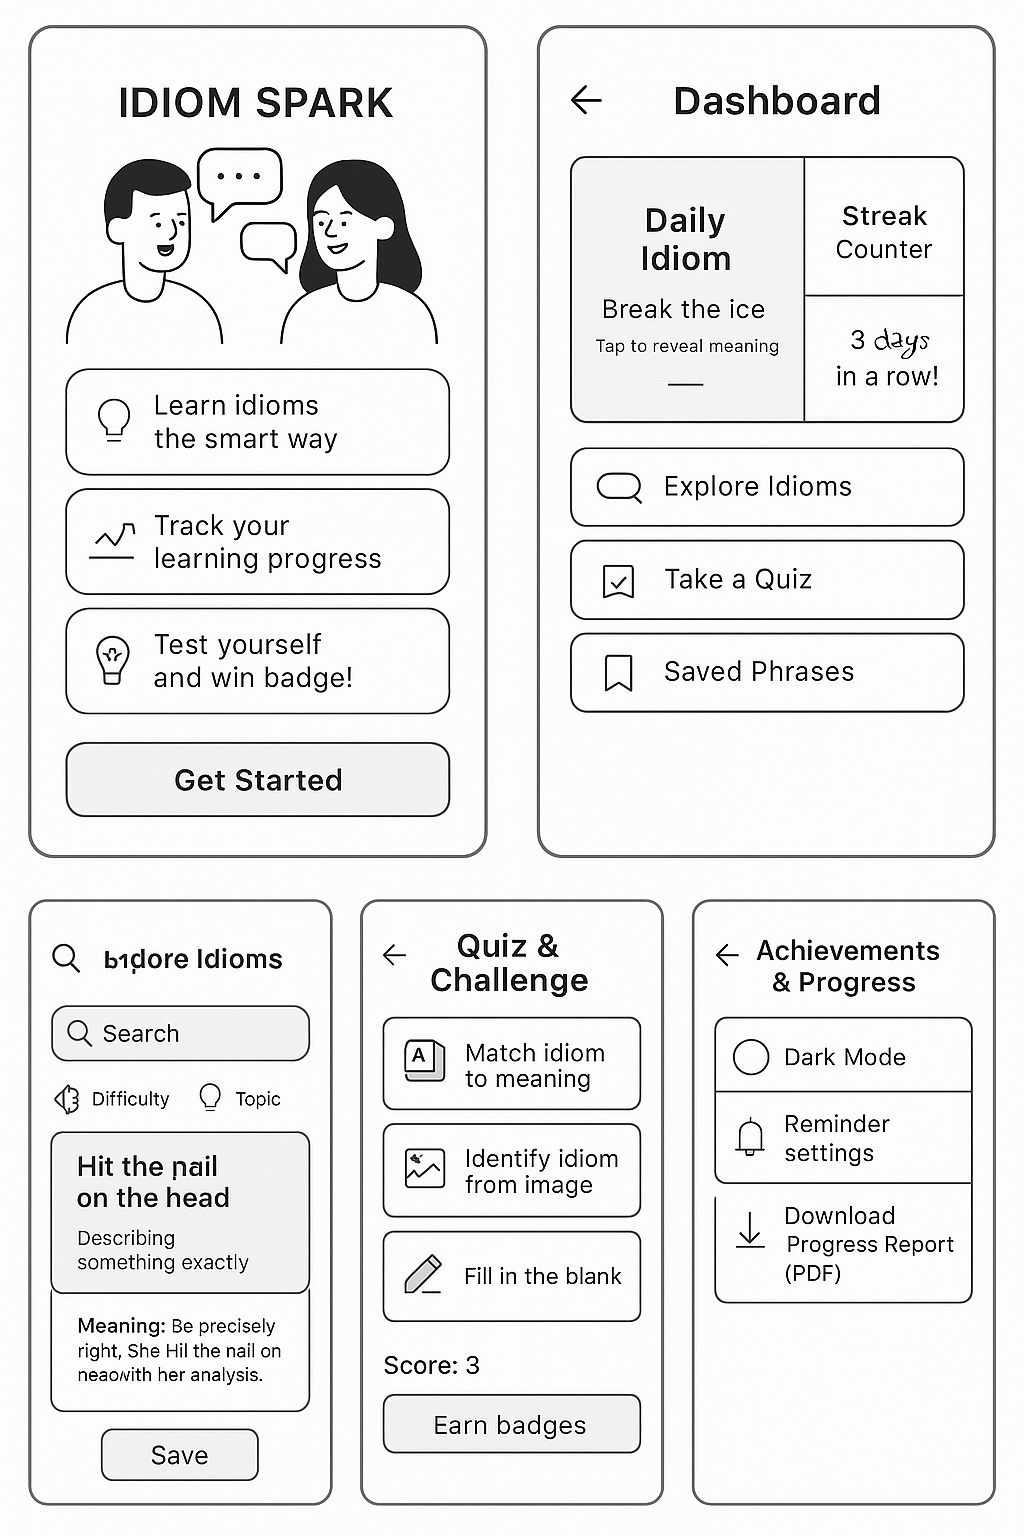 IDIOM SPARK
Learn idioms
the smart way
Track your
learning progress
Test yourself
and win badge!
Get Started
Dashboard
Daily
Idiom
Break the ice
Tap to reveal meaning
Streak
Counter
3 days
in a row!
Explore Idioms
Take a Quiz
Saved Phrases
Idioms
Search
Difficulty
Topic
Hit the nail
on the head
Describing
something exactly
Meaning: Be precisely
right, She Hil the nail on
with her analysis.
Save
Quiz &
Challenge
A
Match idiom
to meaning
Identify idiom
from image
Fill in the blank
Score: 3
Earn badges
Achievements
& Progress
Dark Mode
Reminder
settings
Download
Progress Report
(PDF)